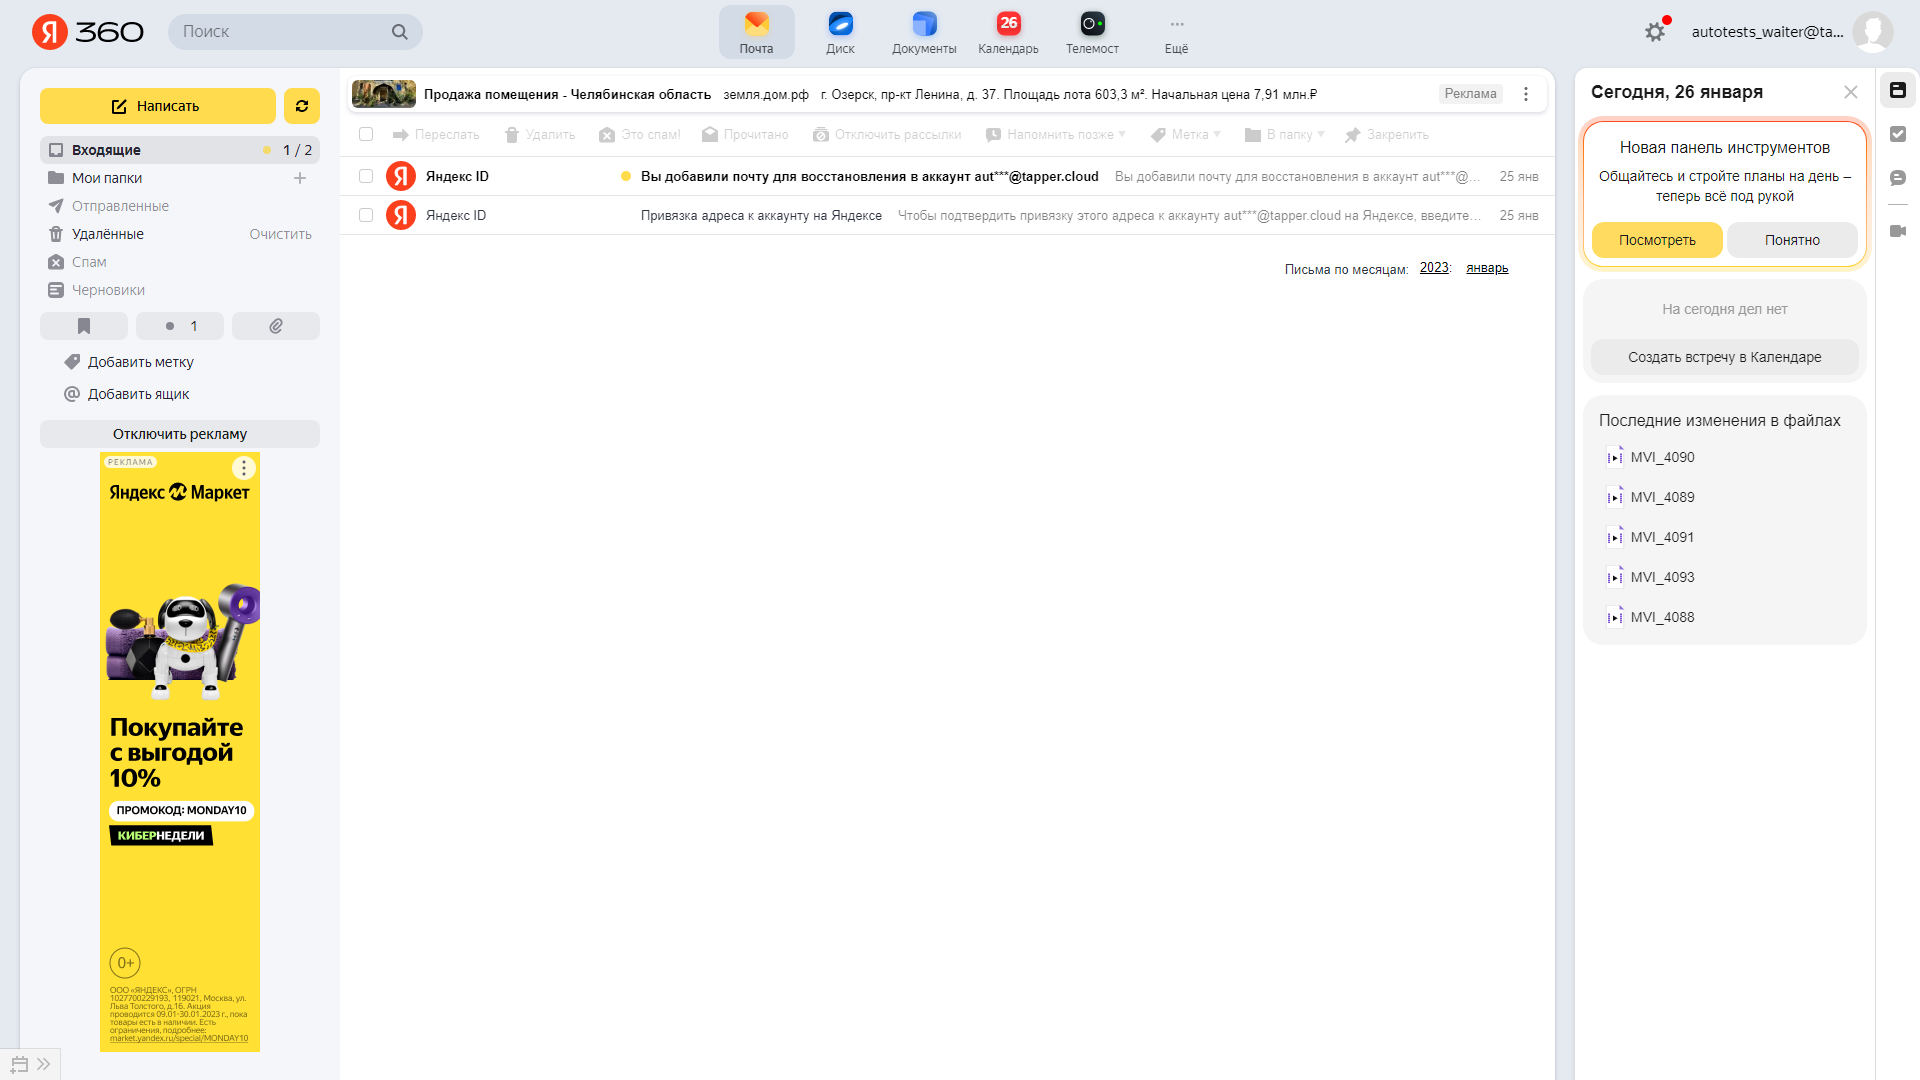 Я 360
Поиск
Почта
Диск
Документы
26
Календарь
Телемост
Ещё
autotests_waiter@ta...
Написать
Входящие 1 / 2
Мои папки
Отправленные
Удалённые Очистить
Спам
Черновики
1
Добавить метку
Добавить ящик
Отключить рекламу
РЕКЛАМА
Яндекс Маркет
Покупайте
с выгодой
10%
ПРОМОКОД: MONDAY10
КИБЕРНЕДЕЛИ
0+
ООО «ЯНДЕКС», ОГРН
1027700229193, 119021, Москва, ул.
Льва Толстого, д.16. Акция
проводится 09.01-30.01.2023 г., пока
товары есть в наличии. Есть
ограничения, подробнее:
market.yandex.ru/special/MONDAY10
Продажа помещения - Челябинская область земля.дом.рф г. Озерск, пр-кт Ленина, д. 37. Площадь лота 603,3 м². Начальная цена 7,91 млн.₽ Реклама
Переслать Удалить Это спам! Прочитано Отключить рассылки Напомнить позже Метка В папку Закрепить
Я Яндекс ID Вы добавили почту для восстановления в аккаунт aut***@tapper.cloud Вы добавили почту для восстановления в аккаунт aut***@... 25 янв
Я Яндекс ID Привязка адреса к аккаунту на Яндексе Чтобы подтвердить привязку этого адреса к аккаунту aut***@tapper.cloud на Яндексе, введите... 25 янв
Письма по месяцам: 2023: январь
Сегодня, 26 января
Новая панель инструментов
Общайтесь и стройте планы на день –
теперь всё под рукой
Посмотреть Понятно
На сегодня дел нет
Создать встречу в Календаре
Последние изменения в файлах
MVI_4090
MVI_4089
MVI_4091
MVI_4093
MVI_4088